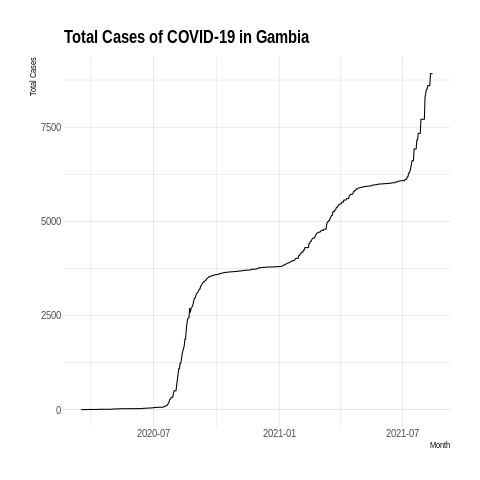 Total Cases of COVID-19 in Gambia
Total Cases
7500
5000
2500
0
2020-07
2021-01
2021-07
Month